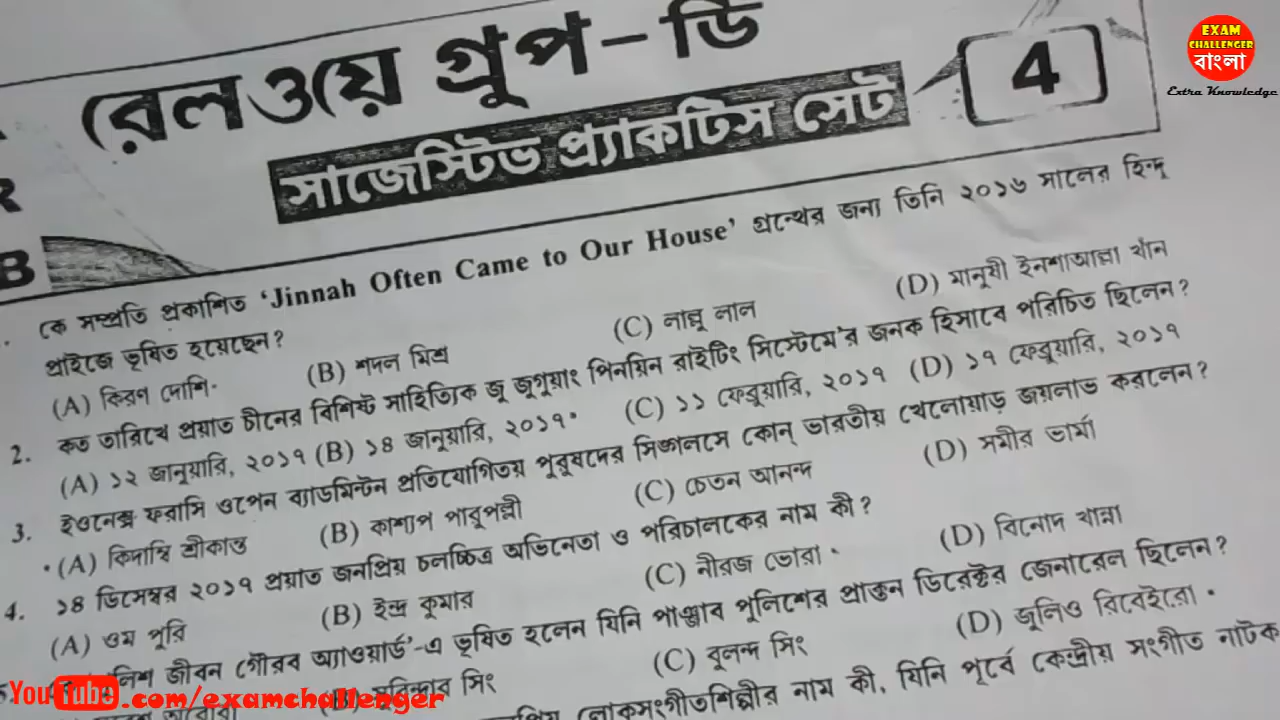 রেলওয়ে গ্রুপ-ডি
4
সাজেস্টিভ প্র্যাকটিস সেট
EXAM
CHALLENGER
বাংলা
Extra Knowledge
B
কে সম্প্রতি প্রকাশিত 'Jinnah Often Came to Our House' গ্রন্থের জন্য তিনি ২০১৬ সালের হিন্দু
প্রাইজে ভূষিত হয়েছেন?
(A) কিরণ দোশি (B) শদল মিশ্র (C) লাল্লু লাল (D) মানুষী ইনশাআল্লা খাঁন
2. কত তারিখে প্রয়াত চীনের বিশিষ্ট সাহিত্যিক জু জুগুয়াং পিনয়িন রাইটিং সিস্টেমে'র জনক হিসাবে পরিচিত ছিলেন?
(A) ১২ জানুয়ারি, ২০১৭ (B) ১৪ জানুয়ারি, ২০১৭ (C) ১১ ফেব্রুয়ারি, ২০১৭ (D) ১৭ ফেব্রুয়ারি, ২০১৭
3. ইওনেক্স ফরাসি ওপেন ব্যাডমিন্টন প্রতিযোগিতায় পুরুষদের সিঙ্গালসে কোন্ ভারতীয় খেলোয়াড় জয়লাভ করলেন?
(A) কিদাম্বি শ্রীকান্ত (B) কাশ্যপ পারুপল্লী (C) চেতন আনন্দ (D) সমীর ভার্মা
4. ১৪ ডিসেম্বর ২০১৭ প্রয়াত জনপ্রিয় চলচ্চিত্র অভিনেতা ও পরিচালকের নাম কী?
(A) ওম পুরি (B) ইন্দ্র কুমার (C) নীরজ ভোরা (D) বিনোদ খান্না
জীবন গৌরব অ্যাওয়ার্ড'-এ ভূষিত হলেন যিনি পাঞ্জাব পুলিশের প্রাক্তন ডিরেক্টর জেনারেল ছিলেন?
সিং (C) বুলন্দ সিং (D) জুলিও রিবেইরো
লোকসংগীতশিল্পীর নাম কী, যিনি পূর্বে কেন্দ্রীয় সংগীত নাটক
YouTube.com/examchallenger